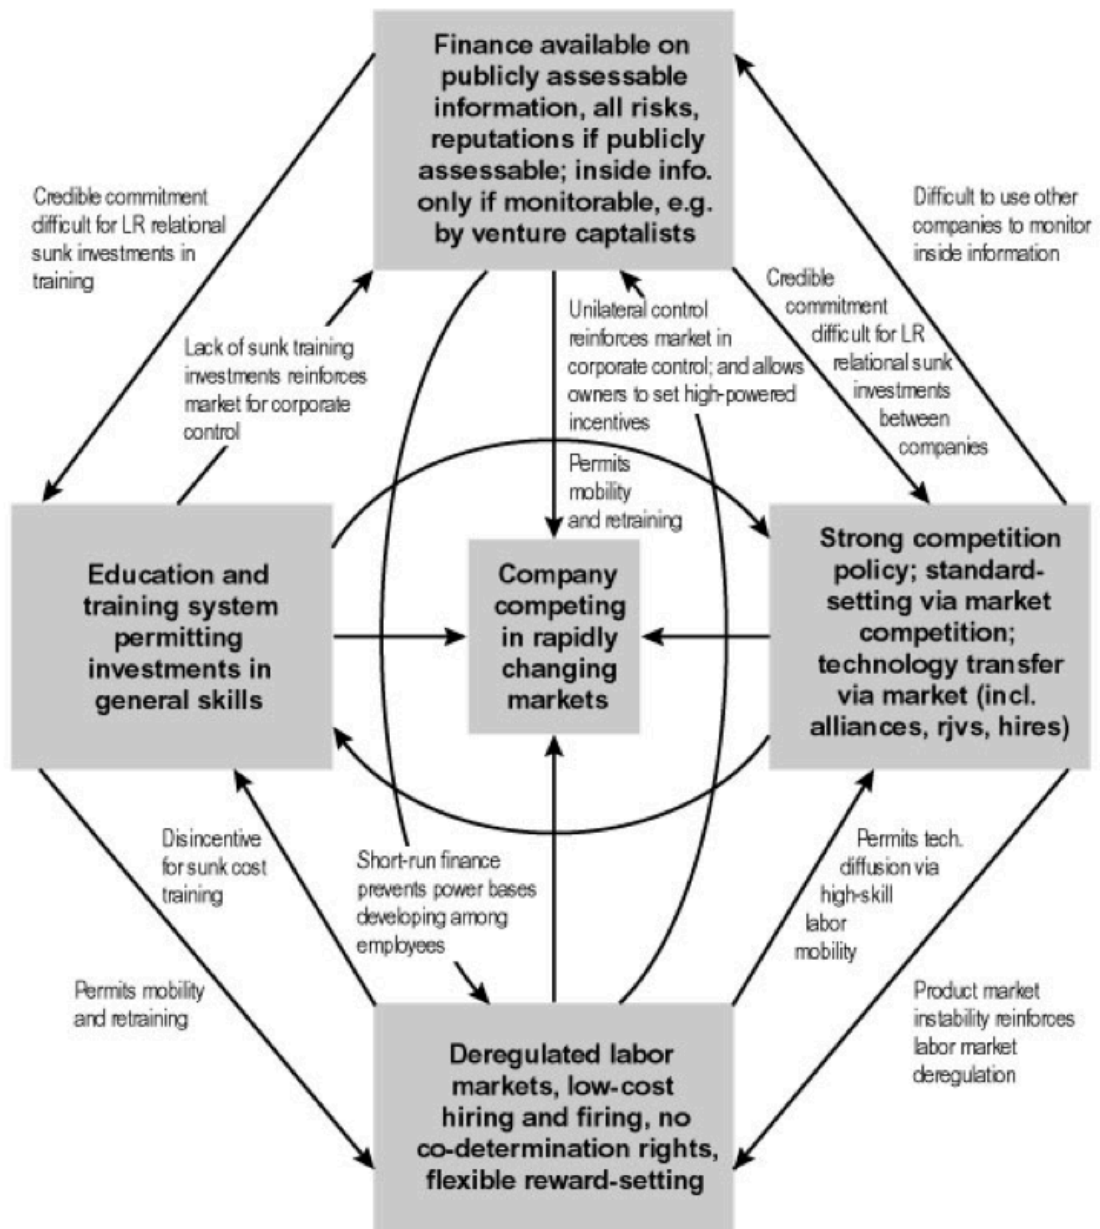 Finance available on
publicly assessable
information, all risks,
reputations if publicly
assessable; inside info.
only if monitorable, e.g.
by venture captalists
Credible commitment
difficult for LR relational
sunk investments in
training
Difficult to use other
companies to monitor
inside information
Lack of sunk training
investments reinforces
market for corporate
control
Unilateral control
reinforces market in
corporate control; and allows
owners to set high-powered
incentives
Credible
commitment
difficult for LR
relational sunk
investments
between
companies
Permits
mobility
and retraining
Education and
training system
permitting
investments in
general skills
Company
competing
in rapidly
changing
markets
Strong competition
policy; standard-
setting via market
competition;
technology transfer
via market (incl.
alliances, rjvs, hires)
Disincentive
for sunk cost
training
Short-run finance
prevents power bases
developing among
employees
Permits tech.
diffusion via
high-skill
labor
mobility
Permits mobility
and retraining
Product market
instability reinforces
labor market
deregulation
Deregulated labor
markets, low-cost
hiring and firing, no
co-determination rights,
flexible reward-setting